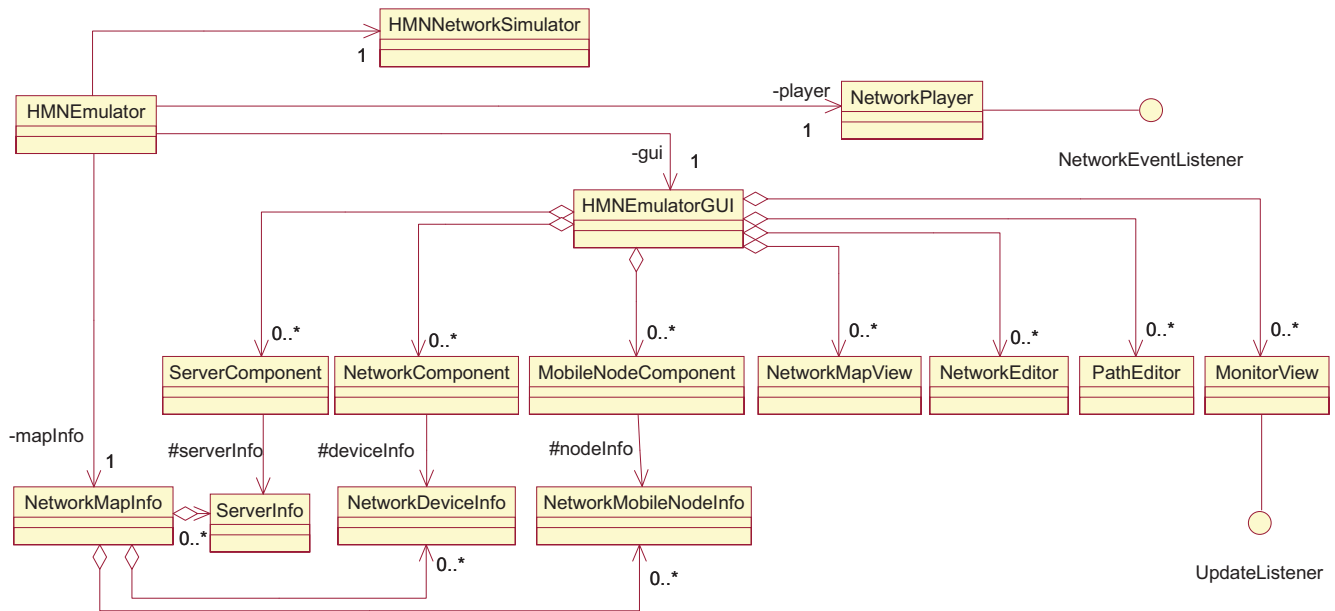 HMNNetworkSimulator
1
HMNEmulator
-player
NetworkPlayer
1
NetworkEventListener
-gui
1
HMNEmulatorGUI
0..*
0..*
0..*
0..*
0..*
0..*
0..*
ServerComponent
NetworkComponent
MobileNodeComponent
NetworkMapView
NetworkEditor
PathEditor
MonitorView
-mapInfo
#serverInfo
#deviceInfo
#nodeInfo
1
NetworkMapInfo
ServerInfo
NetworkDeviceInfo
NetworkMobileNodeInfo
0..*
0..*
0..*
UpdateListener